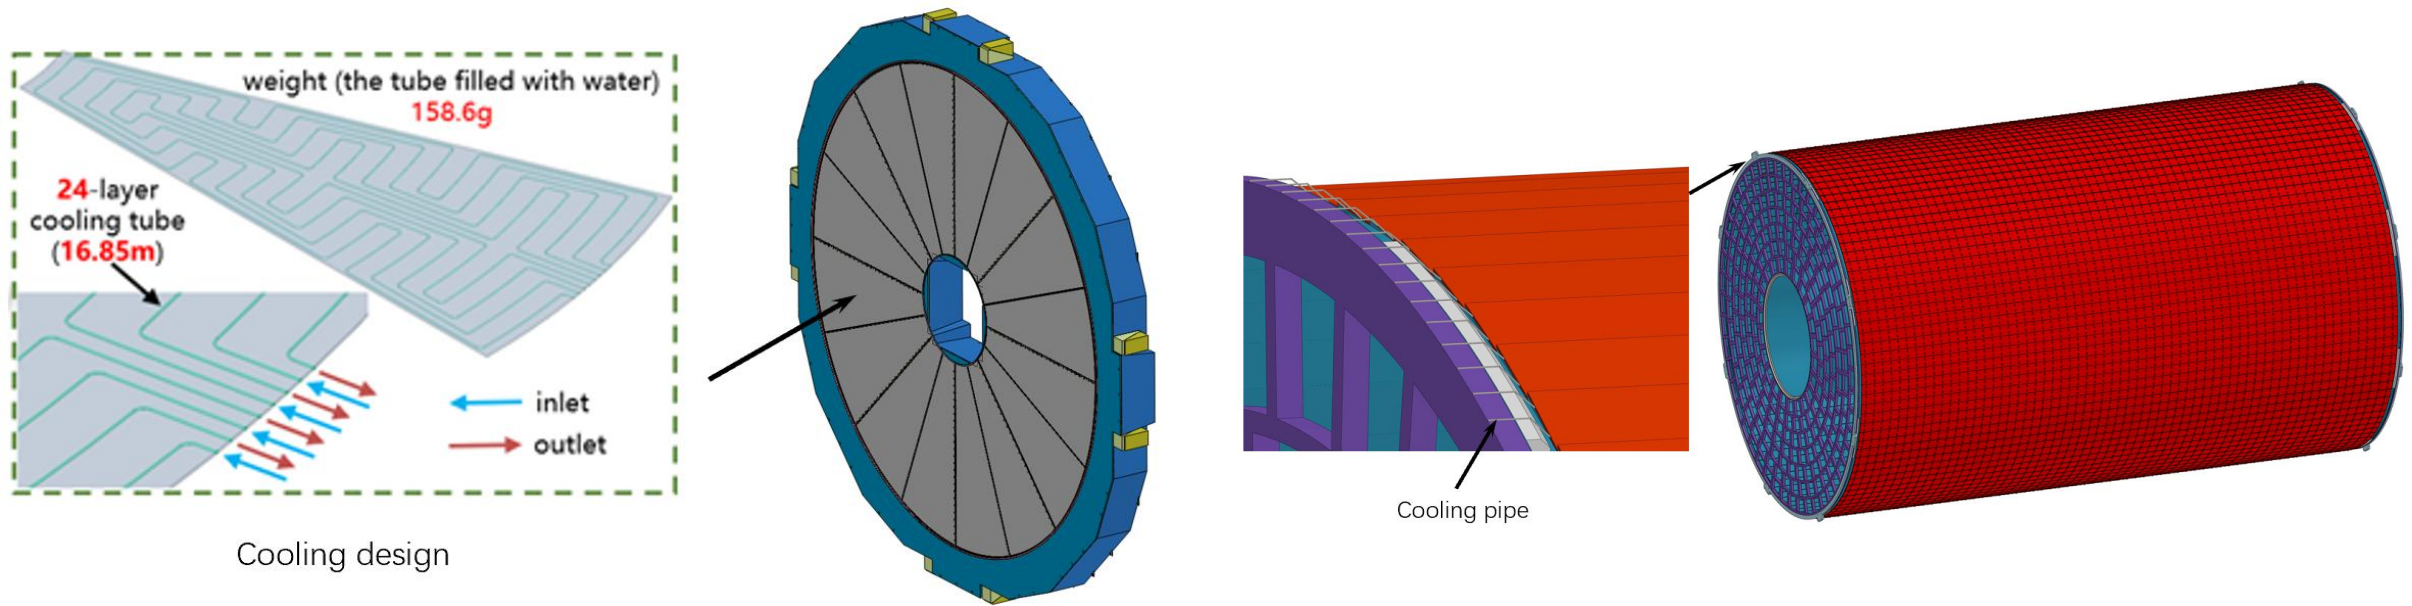 weight (the tube filled with water)
158.6g
24-layer
cooling tube
(16.85m)
inlet
outlet
Cooling design
Cooling pipe